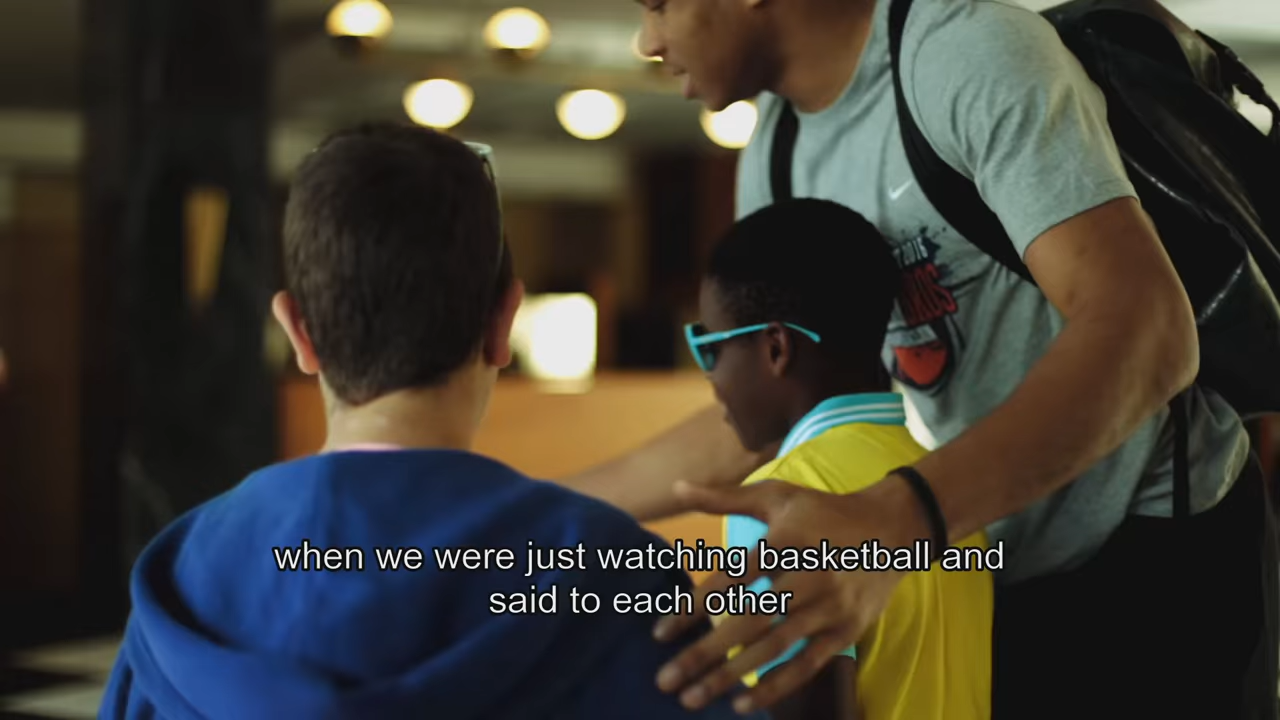 when we were just watching basketball and
said to each other